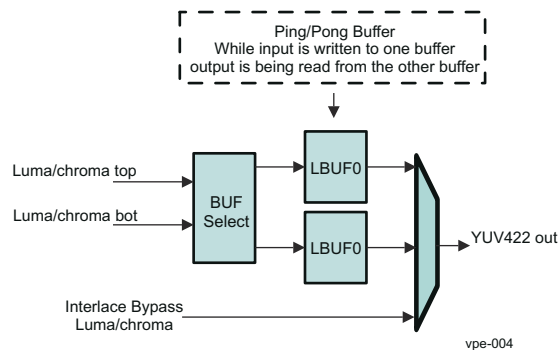 Ping/Pong Buffer
While input is written to one buffer
output is being read from the other buffer
Luma/chroma top
Luma/chroma bot
BUF
Select
LBUF0
LBUF0
YUV422 out
Interlace Bypass
Luma/chroma
vpe-004